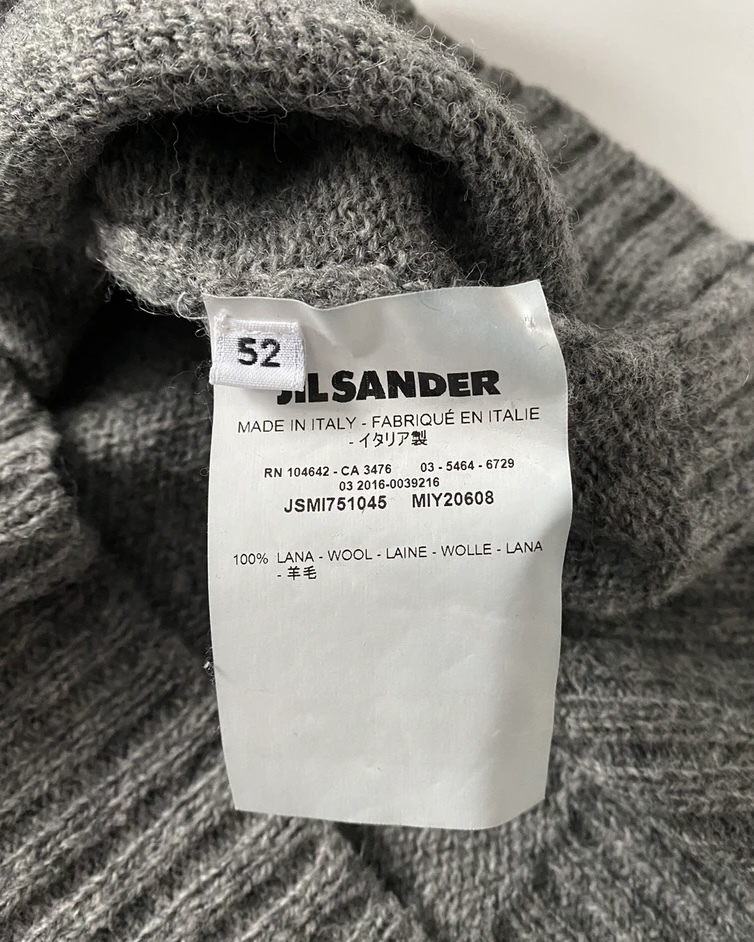 52
JIL SANDER
MADE IN ITALY - FABRIQUÉ EN ITALIE
- イタリア製
RN 104642 - CA 3476 03 - 5464 - 6729
03 2016-0039216
JSMI751045 MIY20608
100% LANA - WOOL - LAINE - WOLLE - LANA
- 羊毛